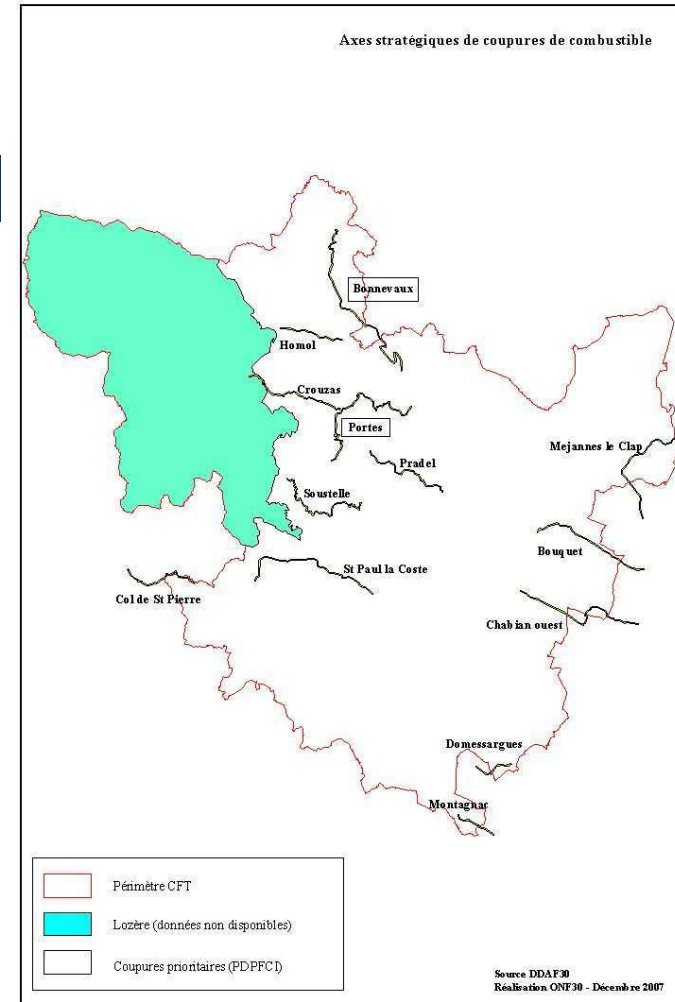 Axes stratégiques de coupures de combustible
Bonnevaux
Homol
Crouzas
Portes
Mejannes le Clap
Pradel
Soustelle
Bouquet
St Paul la Coste
Col de St Pierre
Chabian ouest
Domessargues
Montagnac
Périmètre CFT
Lozère (données non disponibles)
Coupures prioritaires (PDPFCI)
Source DDAF30
Réalisation ONF30 - Décembre 2007